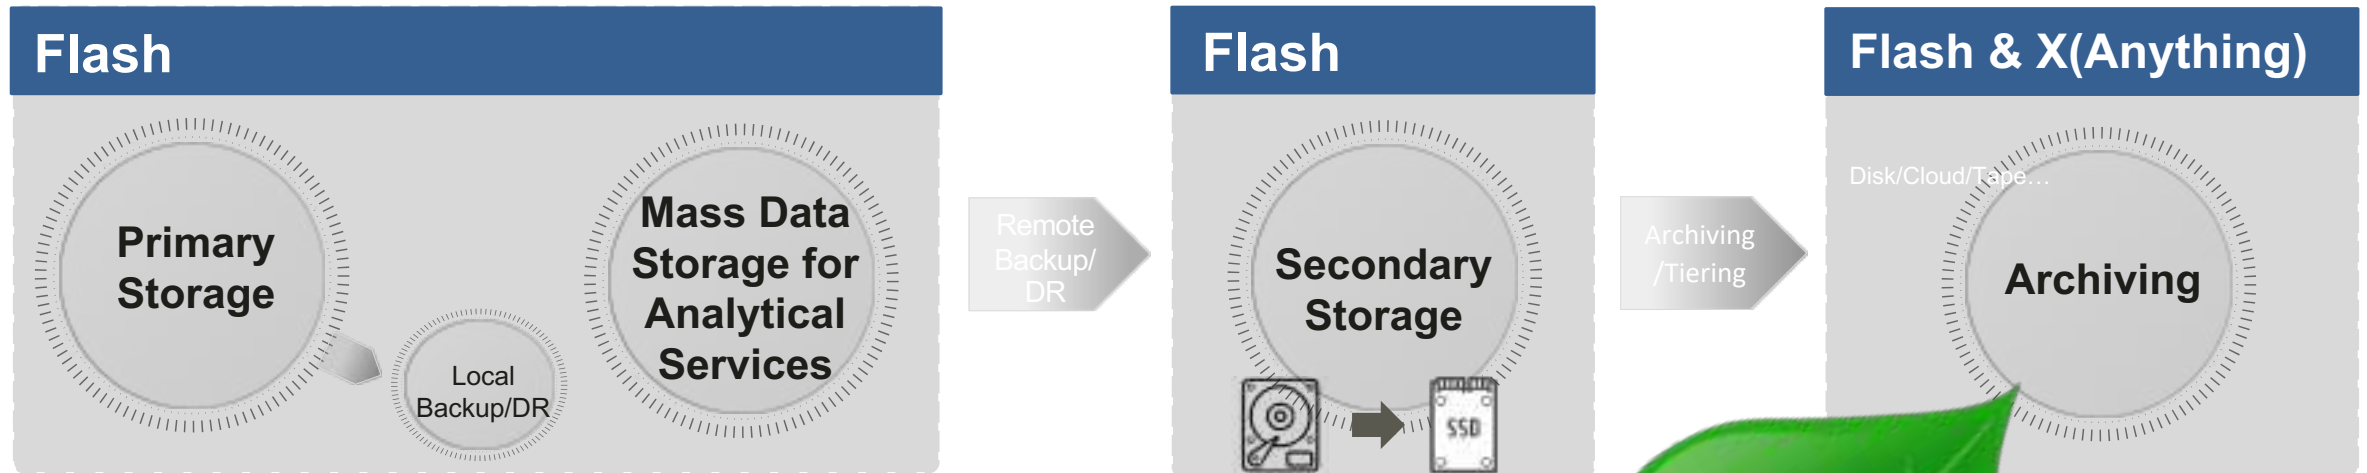 Flash
Primary
Storage
Local
Backup/DR
Mass Data
Storage for
Analytical
Services
Remote
Backup/
DR
Flash
Secondary
Storage
SSD
Archiving
/Tiering
Flash & X(Anything)
Disk/Cloud/Tape...
Archiving